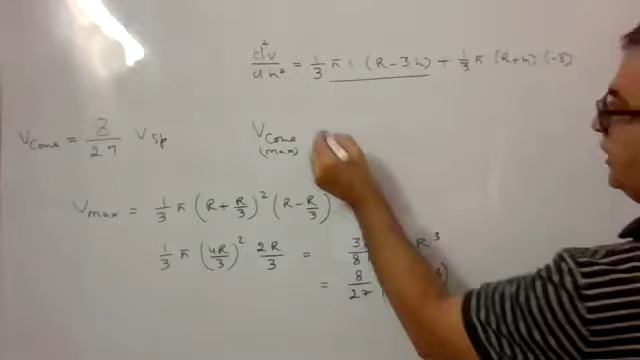 d²v/dh² = 1/3 π 1 (R - 3h) + 1/3 π (R+h) (-3)
V_Cone = 8/27 V_Sp
V_Cone (max)
V_max = 1/3 π (R + R/3)² (R - R/3)
1/3 π (4R/3)² 2R/3 = R³
= 8/27 (